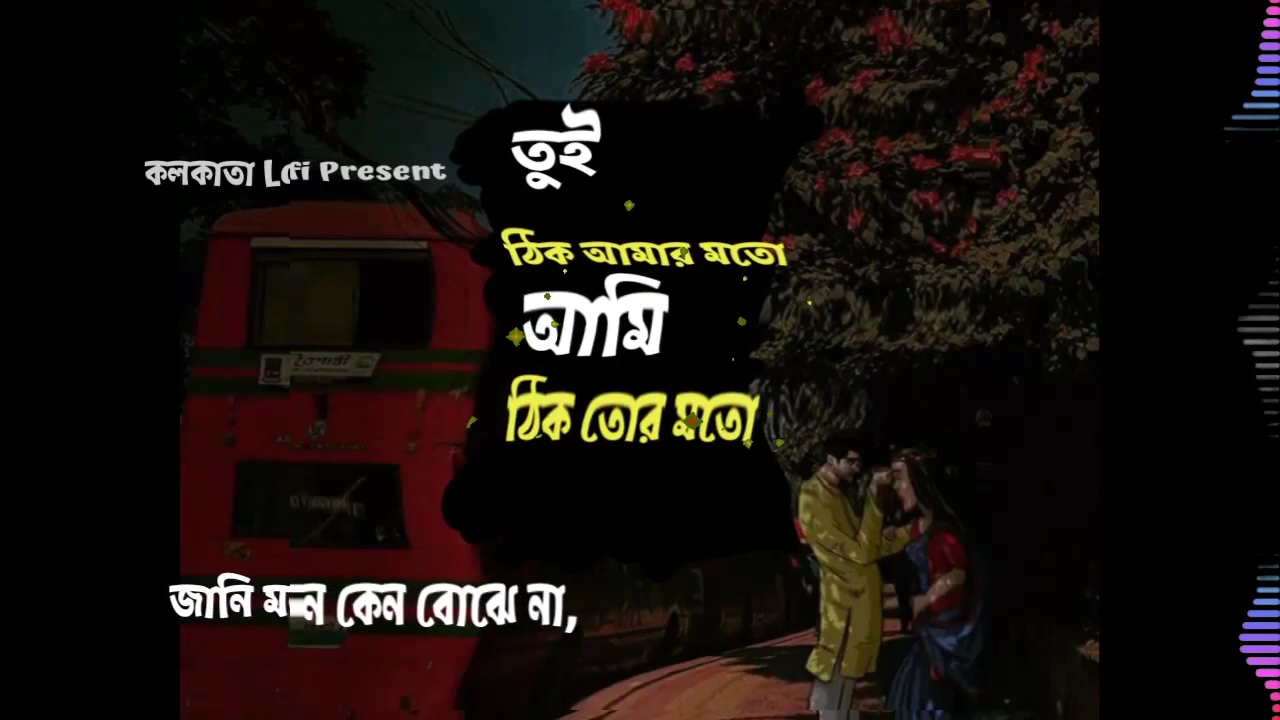 কলকাতা Lofi Present
তুই
ঠিক আমার মতো
আমি
ঠিক তোর মতো
বৈশাখী
জানি মন কেন বোঝে না,